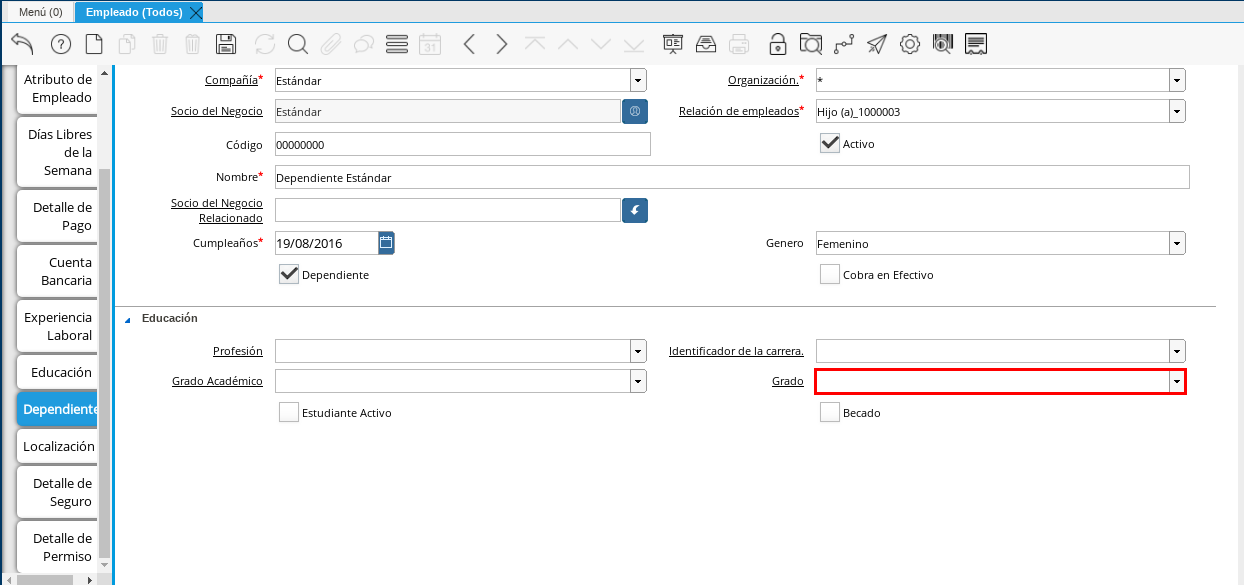 Menú (0)
Empleado (Todos)
31
Atributo de
Empleado
Días Libres
de la
Semana
Detalle de
Pago
Cuenta
Bancaria
Experiencia
Laboral
Educación
Dependiente
Localización
Detalle de
Seguro
Detalle de
Permiso
Compañía* Estándar Organización.* *
Socio del Negocio Estándar Relación de empleados* Hijo (a)_1000003
Código 00000000 Activo
Nombre* Dependiente Estándar
Socio del Negocio
Relacionado
Cumpleaños* 19/08/2016 Genero Femenino
Dependiente Cobra en Efectivo
Educación
Profesión Identificador de la carrera.
Grado Académico Grado
Estudiante Activo Becado